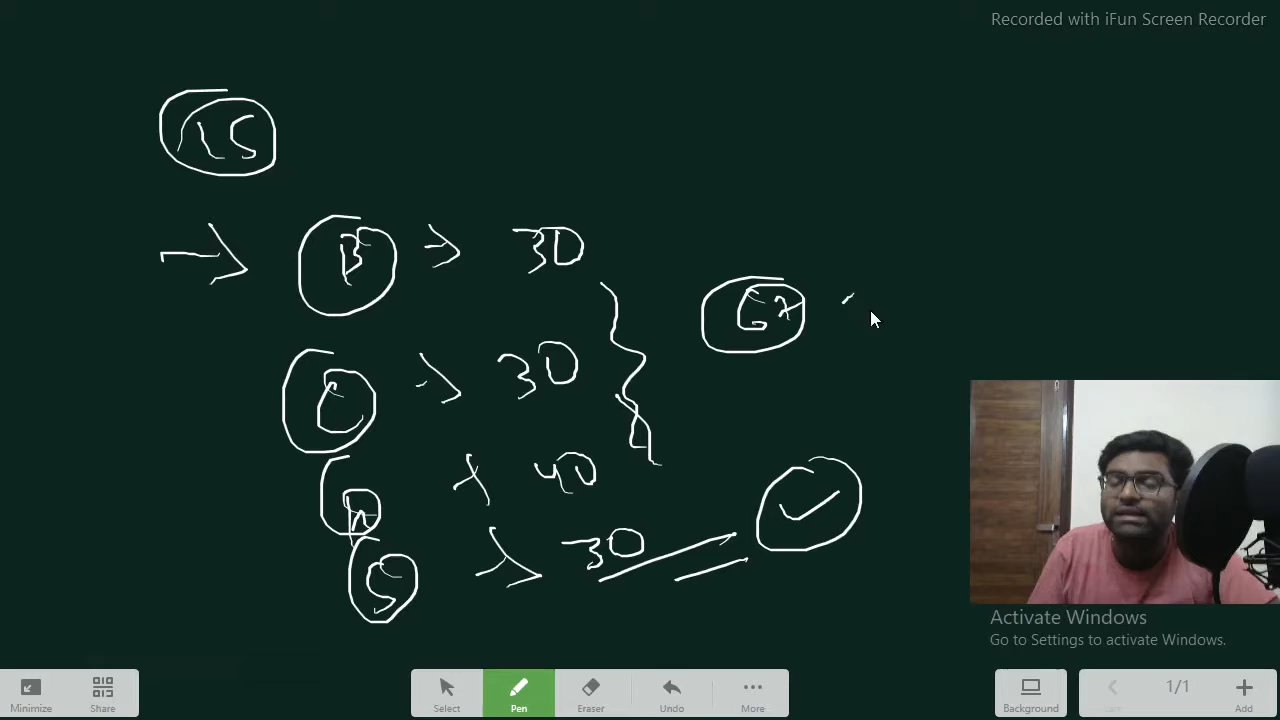 Recorded with iFun Screen Recorder
15
B → 30
C → 30
40
S → 30
Activate Windows
Go to Settings to activate Windows.
Minimize
Share
Select
Pen
Eraser
Undo
More
Background
1/1
Add